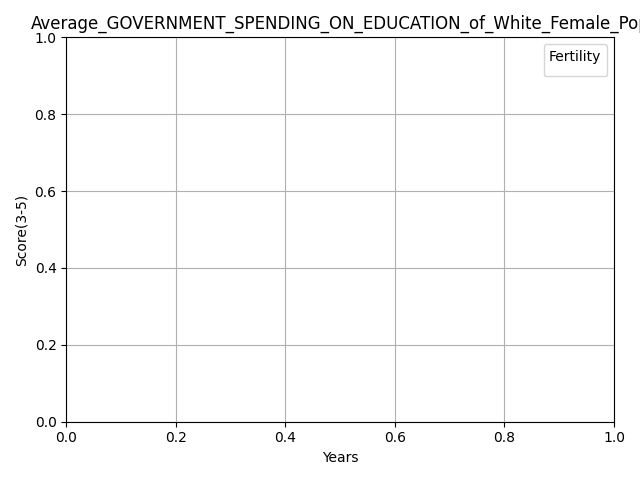 Average_GOVERNMENT_SPENDING_ON_EDUCATION_of_White_Female_Po
Fertility
1.0
0.8
0.6
0.4
0.2
0.0
Score(3-5)
0.0 0.2 0.4 0.6 0.8 1.0
Years